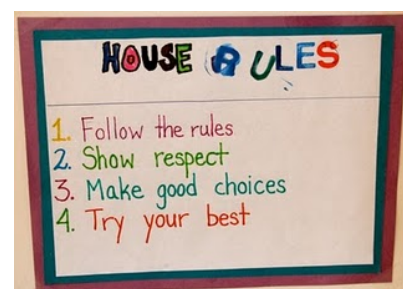 HOUSE RULES
1. Follow the rules
2. Show respect
3. Make good choices
4. Try your best